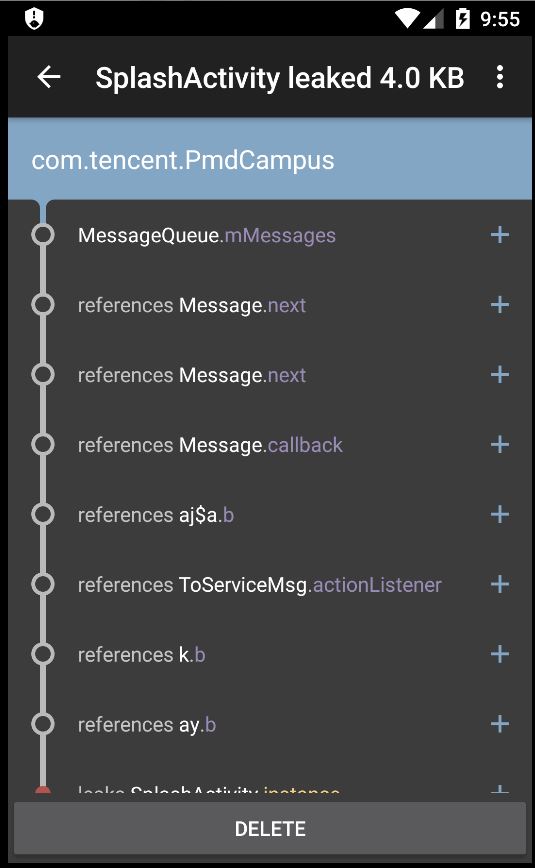 9:55
SplashActivity leaked 4.0 KB
com.tencent.PmdCampus
MessageQueue.mMessages
references Message.next
references Message.next
references Message.callback
references aj$a.b
references ToServiceMsg.actionListener
references k.b
references ay.b
leaks SplashActivity.instance
DELETE